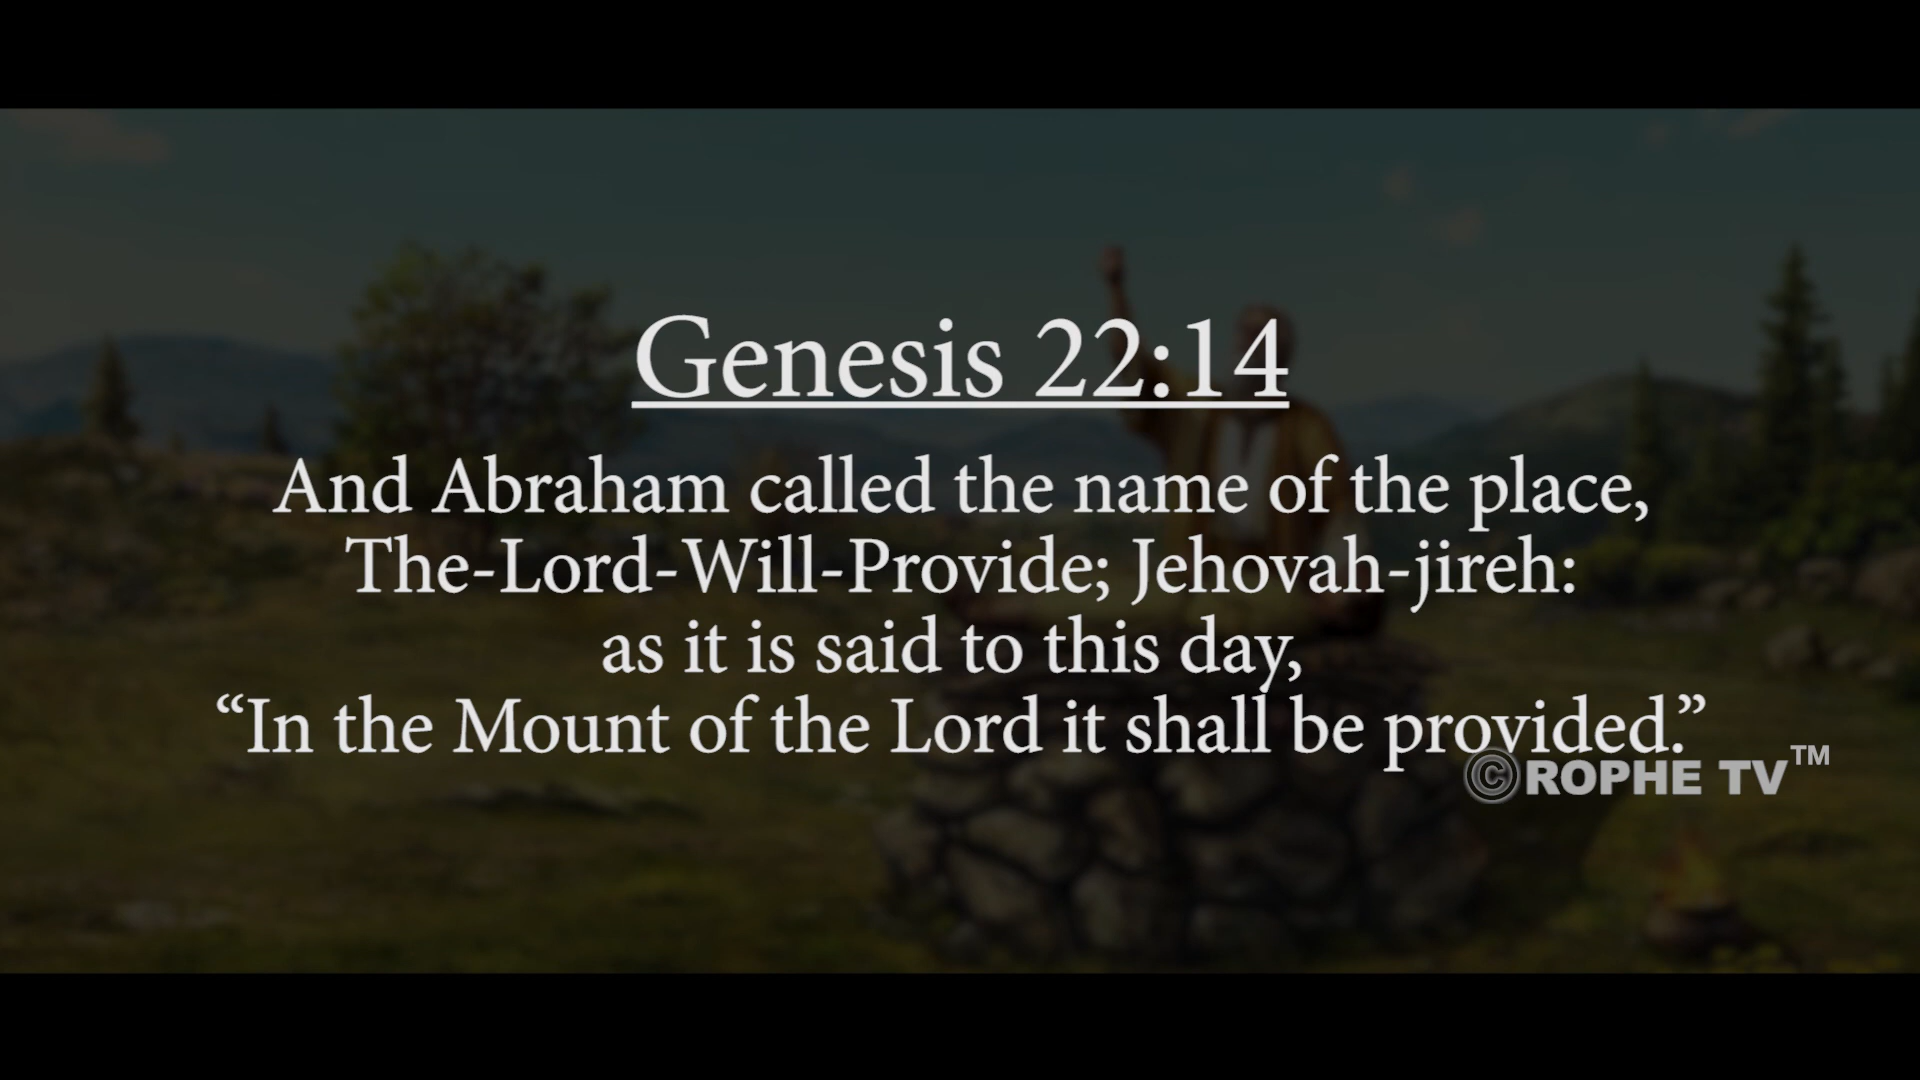 Genesis 22:14
And Abraham called the name of the place,
The-Lord-Will-Provide; Jehovah-jireh:
as it is said to this day,
“In the Mount of the Lord it shall be provided.”
©ROPHE TV™